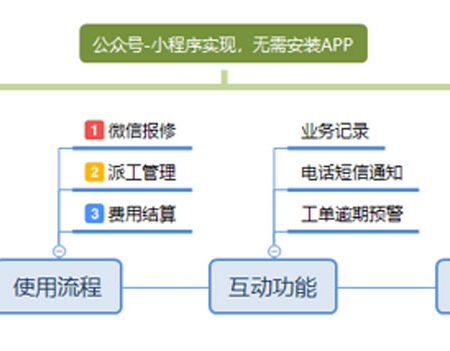 公众号-小程序实现，无需安装APP
1 微信报修
2 派工管理
3 费用结算
使用流程
业务记录
电话短信通知
工单逾期预警
互动功能